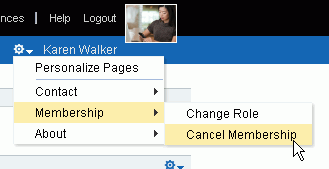 nces | Help Logout
Karen Walker
Personalize Pages
Contact
Membership
Change Role
Cancel Membership
About